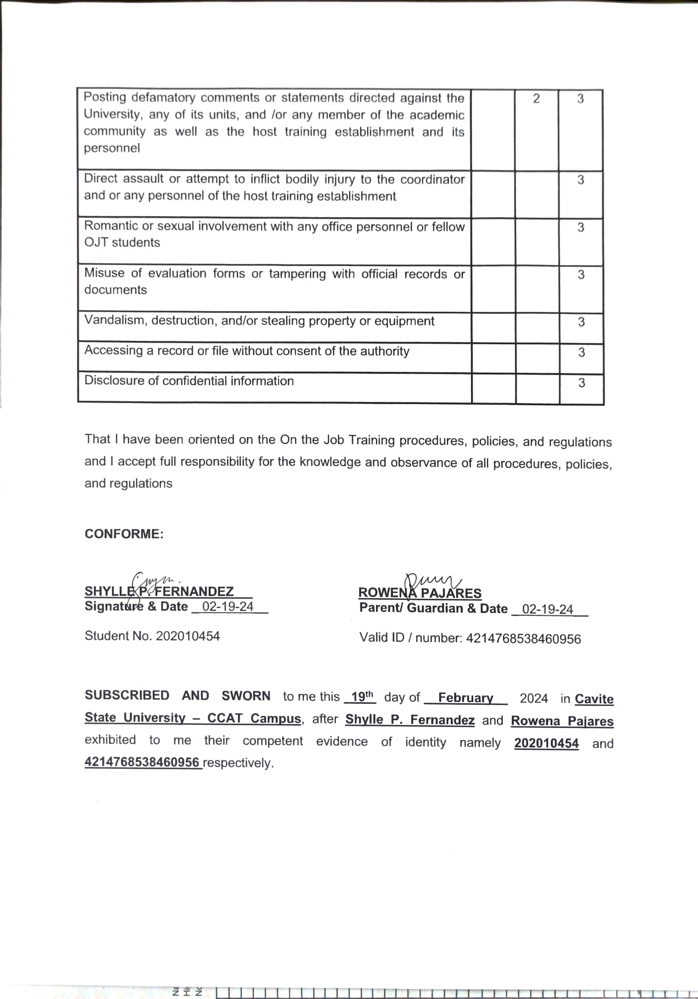 Posting defamatory comments or statements directed against the 2 3
University, any of its units, and /or any member of the academic
community as well as the host training establishment and its
personnel
Direct assault or attempt to inflict bodily injury to the coordinator 3
and or any personnel of the host training establishment
Romantic or sexual involvement with any office personnel or fellow 3
OJT students
Misuse of evaluation forms or tampering with official records or 3
documents
Vandalism, destruction, and/or stealing property or equipment 3
Accessing a record or file without consent of the authority 3
Disclosure of confidential information 3
That I have been oriented on the On the Job Training procedures, policies, and regulations
and I accept full responsibility for the knowledge and observance of all procedures, policies,
and regulations
CONFORME:
SHYLLE P. FERNANDEZ
Signature & Date 02-19-24
Student No. 202010454
ROWENA PAJARES
Parent/ Guardian & Date 02-19-24
Valid ID / number: 4214768538460956
SUBSCRIBED AND SWORN to me this 19th day of February 2024 in Cavite
State University – CCAT Campus, after Shylle P. Fernandez and Rowena Pajares
exhibited to me their competent evidence of identity namely 202010454 and
4214768538460956 respectively.